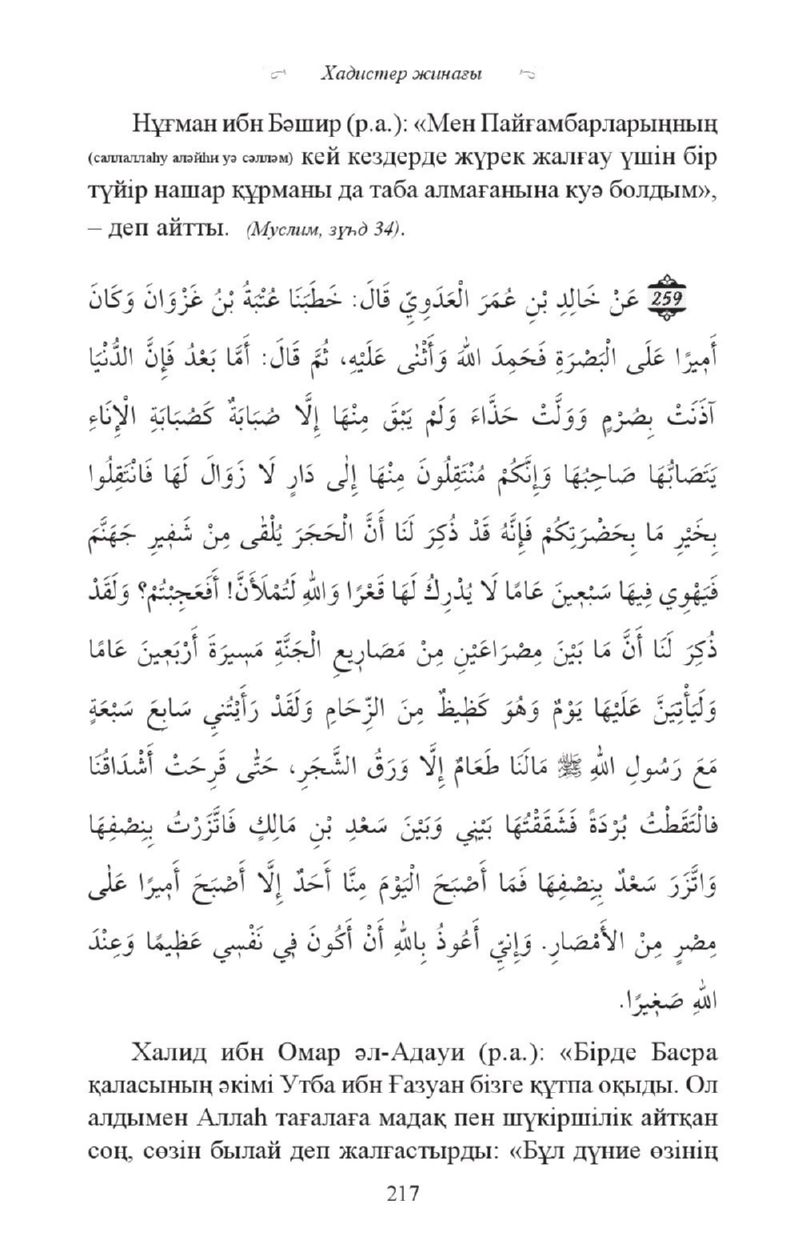 Хадистер жинағы
Нұғман ибн Бәшир (р.а.): «Мен Пайғамбарларыңның
(саллаллаһу аләйһи уә сәлләм) кей кездерде жүрек жалғау үшін бір
түйір нашар құрманы да таба алмағанына куә болдым»,
– деп айтты. (Муслим, зүһд 34).
259 عَنْ خَالِدِ بْنِ عُمَرَ الْعَدَوِيِّ قَالَ: خَطَبَنَا عُتْبَةُ بْنُ غَزْوَانَ وَكَانَ
أَمِيرًا عَلَى الْبَصْرَةِ فَحَمِدَ اللهَ وَأَثْنٰى عَلَيْهِ، ثُمَّ قَالَ: أَمَّا بَعْدُ فَإِنَّ الدُّنْيَا
آذَنَتْ بِصُرْمٍ وَوَلَّتْ حَذَّاءَ وَلَمْ يَبْقَ مِنْهَا إِلَّا صُبَابَةٌ كَصُبَابَةِ الْإِنَاءِ
يَتَصَابُّهَا صَاحِبُهَا وَإِنَّكُمْ مُنْتَقِلُونَ مِنْهَا إِلٰى دَارٍ لَا زَوَالَ لَهَا فَانْتَقِلُوا
بِخَيْرِ مَا بِحَضْرَتِكُمْ فَإِنَّهُ قَدْ ذُكِرَ لَنَا أَنَّ الْحَجَرَ يُلْقٰى مِنْ شَفِيرِ جَهَنَّمَ
فَيَهْوِي فِيهَا سَبْعِينَ عَامًا لَا يُدْرِكُ لَهَا قَعْرًا وَاللهِ لَتُمْلَأَنَّ! أَفَعَجِبْتُمْ؟ وَلَقَدْ
ذُكِرَ لَنَا أَنَّ مَا بَيْنَ مِصْرَاعَيْنِ مِنْ مَصَارِيعِ الْجَنَّةِ مَسِيرَةَ أَرْبَعِينَ عَامًا
وَلَيَأْتِيَنَّ عَلَيْهَا يَوْمٌ وَهُوَ كَظِيظٌ مِنَ الزِّحَامِ وَلَقَدْ رَأَيْتُنِي سَابِعَ سَبْعَةٍ
مَعَ رَسُولِ اللهِ ﷺ مَالَنَا طَعَامٌ إِلَّا وَرَقُ الشَّجَرِ، حَتّٰى قَرِحَتْ أَشْدَاقُنَا
فالْتَقَطْتُ بُرْدَةً فَشَقَقْتُهَا بَيْنِي وَبَيْنَ سَعْدِ بْنِ مَالِكٍ فَاتَّزَرْتُ بِنِصْفِهَا
وَاتَّزَرَ سَعْدٌ بِنِصْفِهَا فَمَا أَصْبَحَ الْيَوْمَ مِنَّا أَحَدٌ إِلَّا أَصْبَحَ أَمِيرًا عَلٰى
مِصْرٍ مِنْ الأَمْصَارِ. وَإِنِّي أَعُوذُ بِاللهِ أَنْ أَكُونَ فِي نَفْسِي عَظِيمًا وَعِنْدَ
اللهِ صَغِيرًا.
Халид ибн Омар әл-Адауи (р.а.): «Бірде Басра
қаласының әкімі Утба ибн Ғазуан бізге құтпа оқыды. Ол
алдымен Аллаһ тағалаға мадақ пен шүкіршілік айтқан
соң, сөзін былай деп жалғастырды: «Бұл дүние өзінің
217